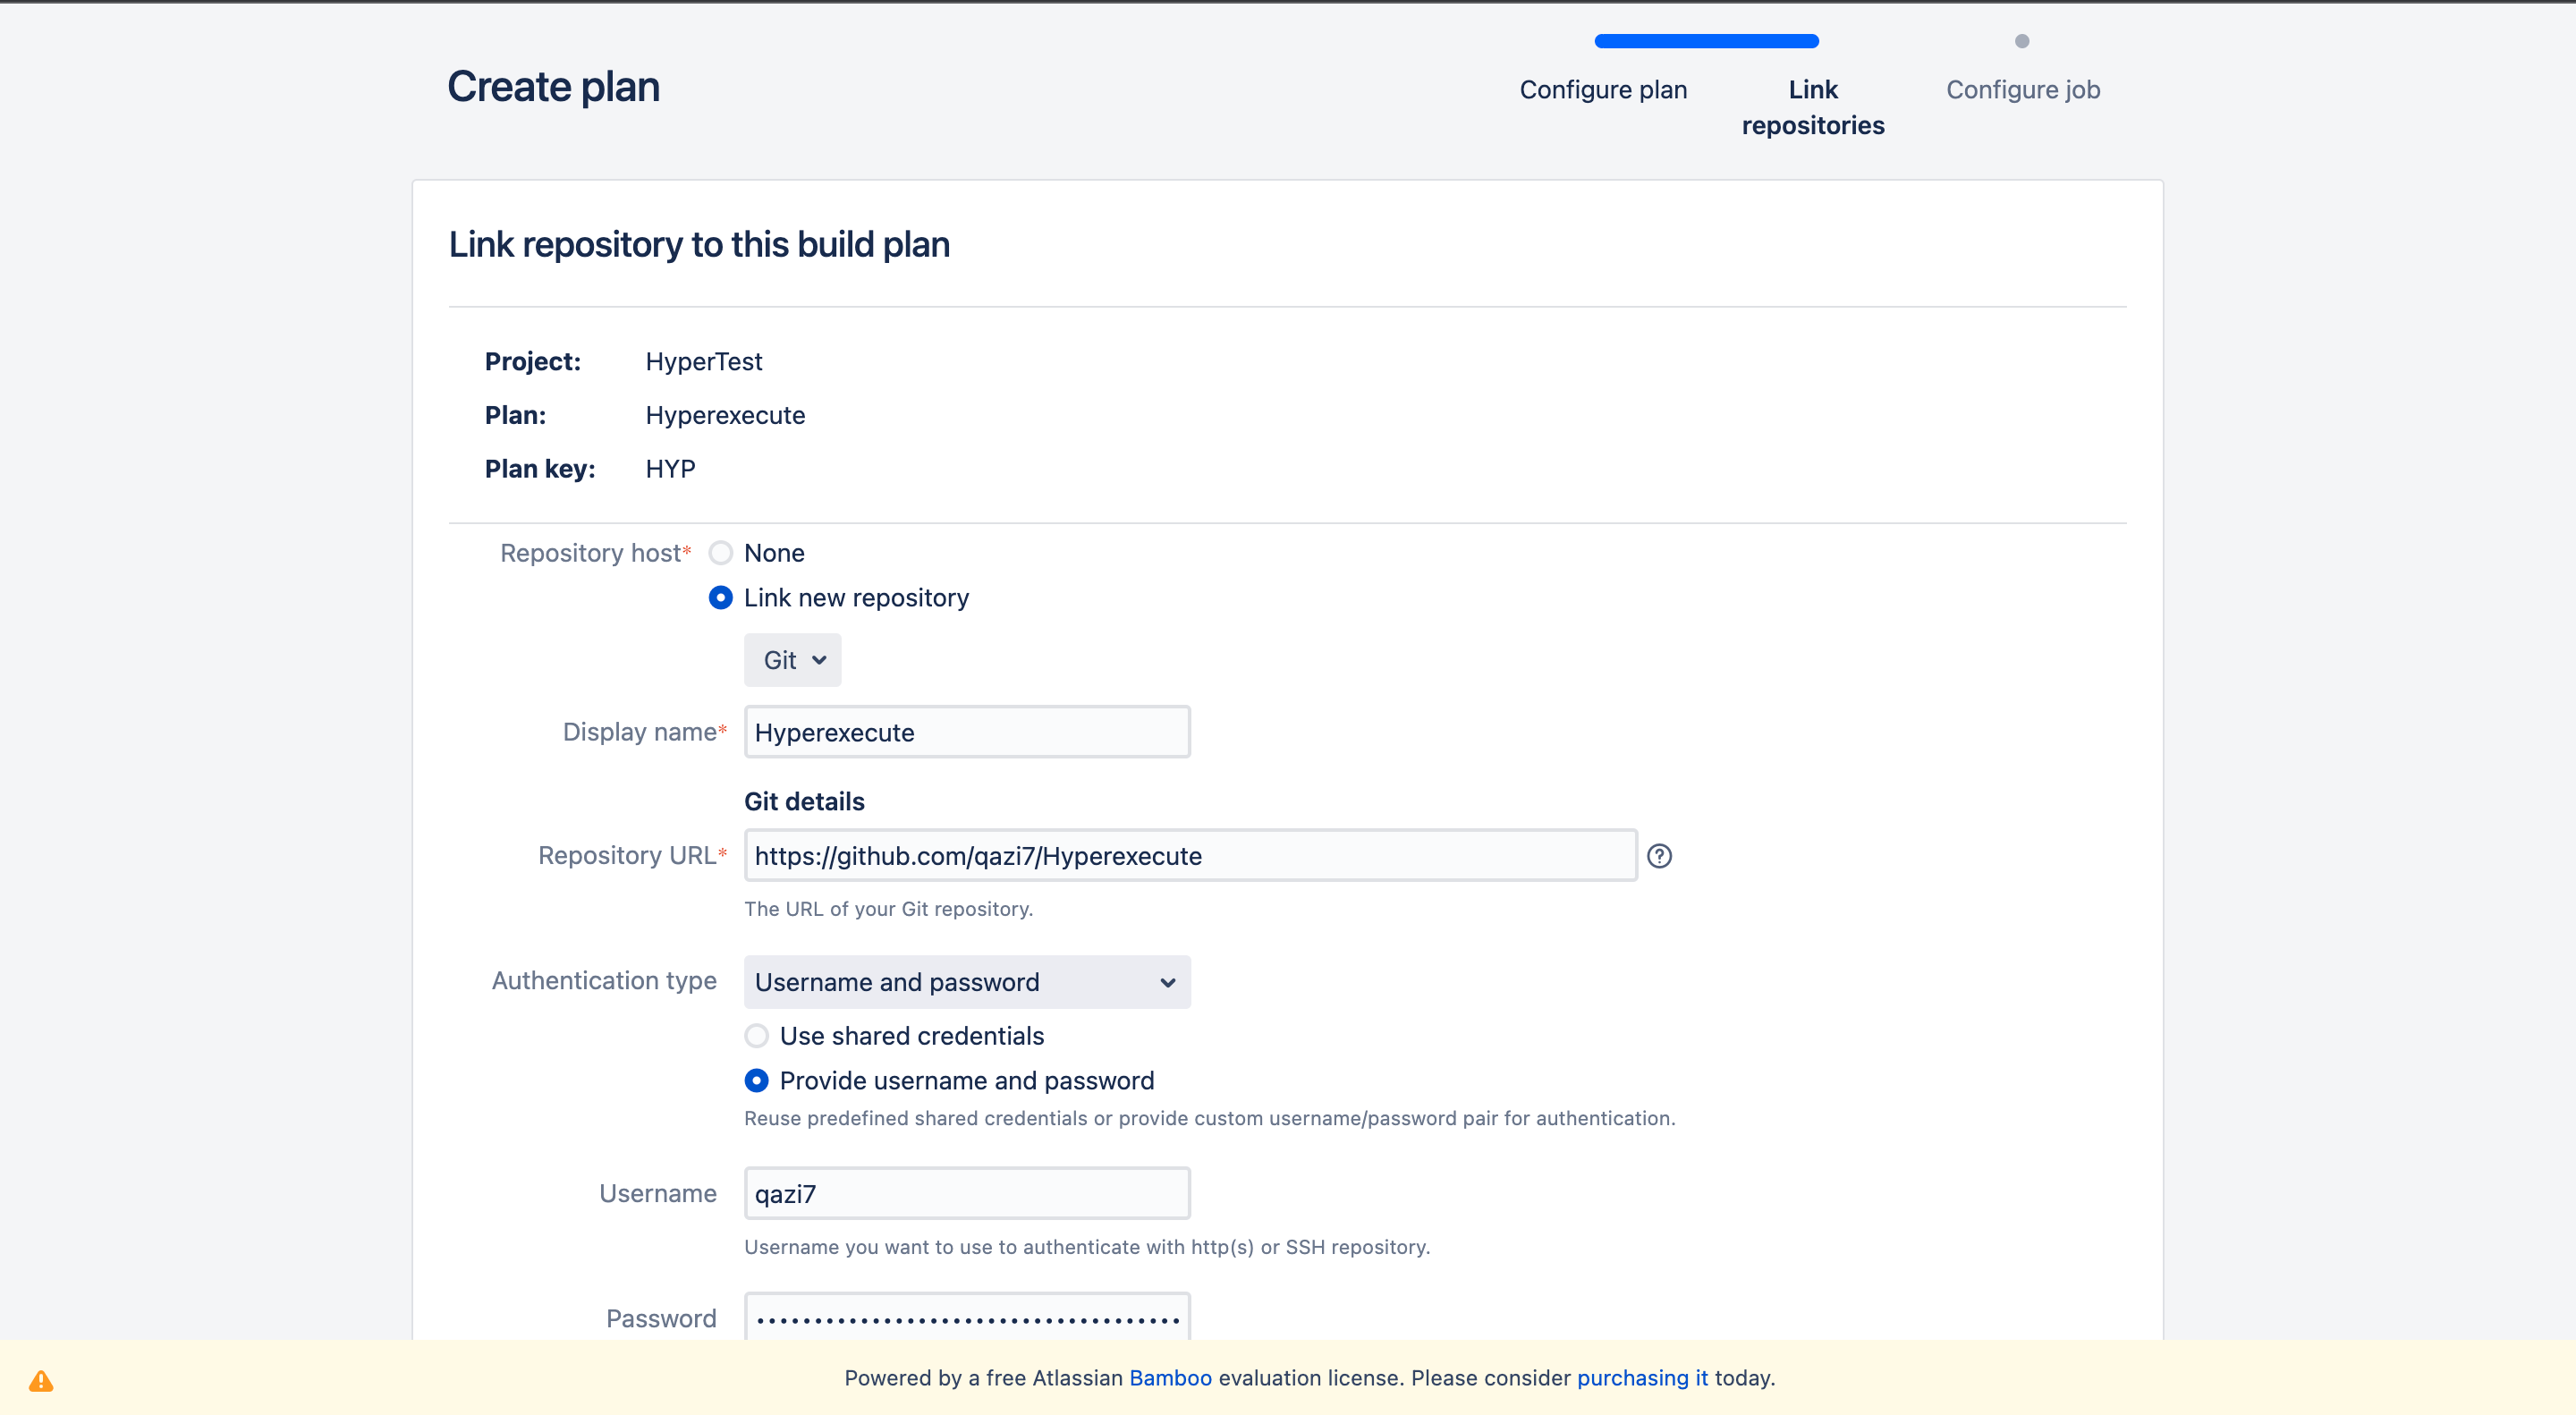 Create plan
Configure plan
Link
repositories
Configure job
Link repository to this build plan
Project: HyperTest
Plan: Hyperexecute
Plan key: HYP
Repository host* None
Link new repository
Git
Display name* Hyperexecute
Git details
Repository URL* https://github.com/qazi7/Hyperexecute
The URL of your Git repository.
Authentication type Username and password
Use shared credentials
Provide username and password
Reuse predefined shared credentials or provide custom username/password pair for authentication.
Username qazi7
Username you want to use to authenticate with http(s) or SSH repository.
Password
Powered by a free Atlassian Bamboo evaluation license. Please consider purchasing it today.